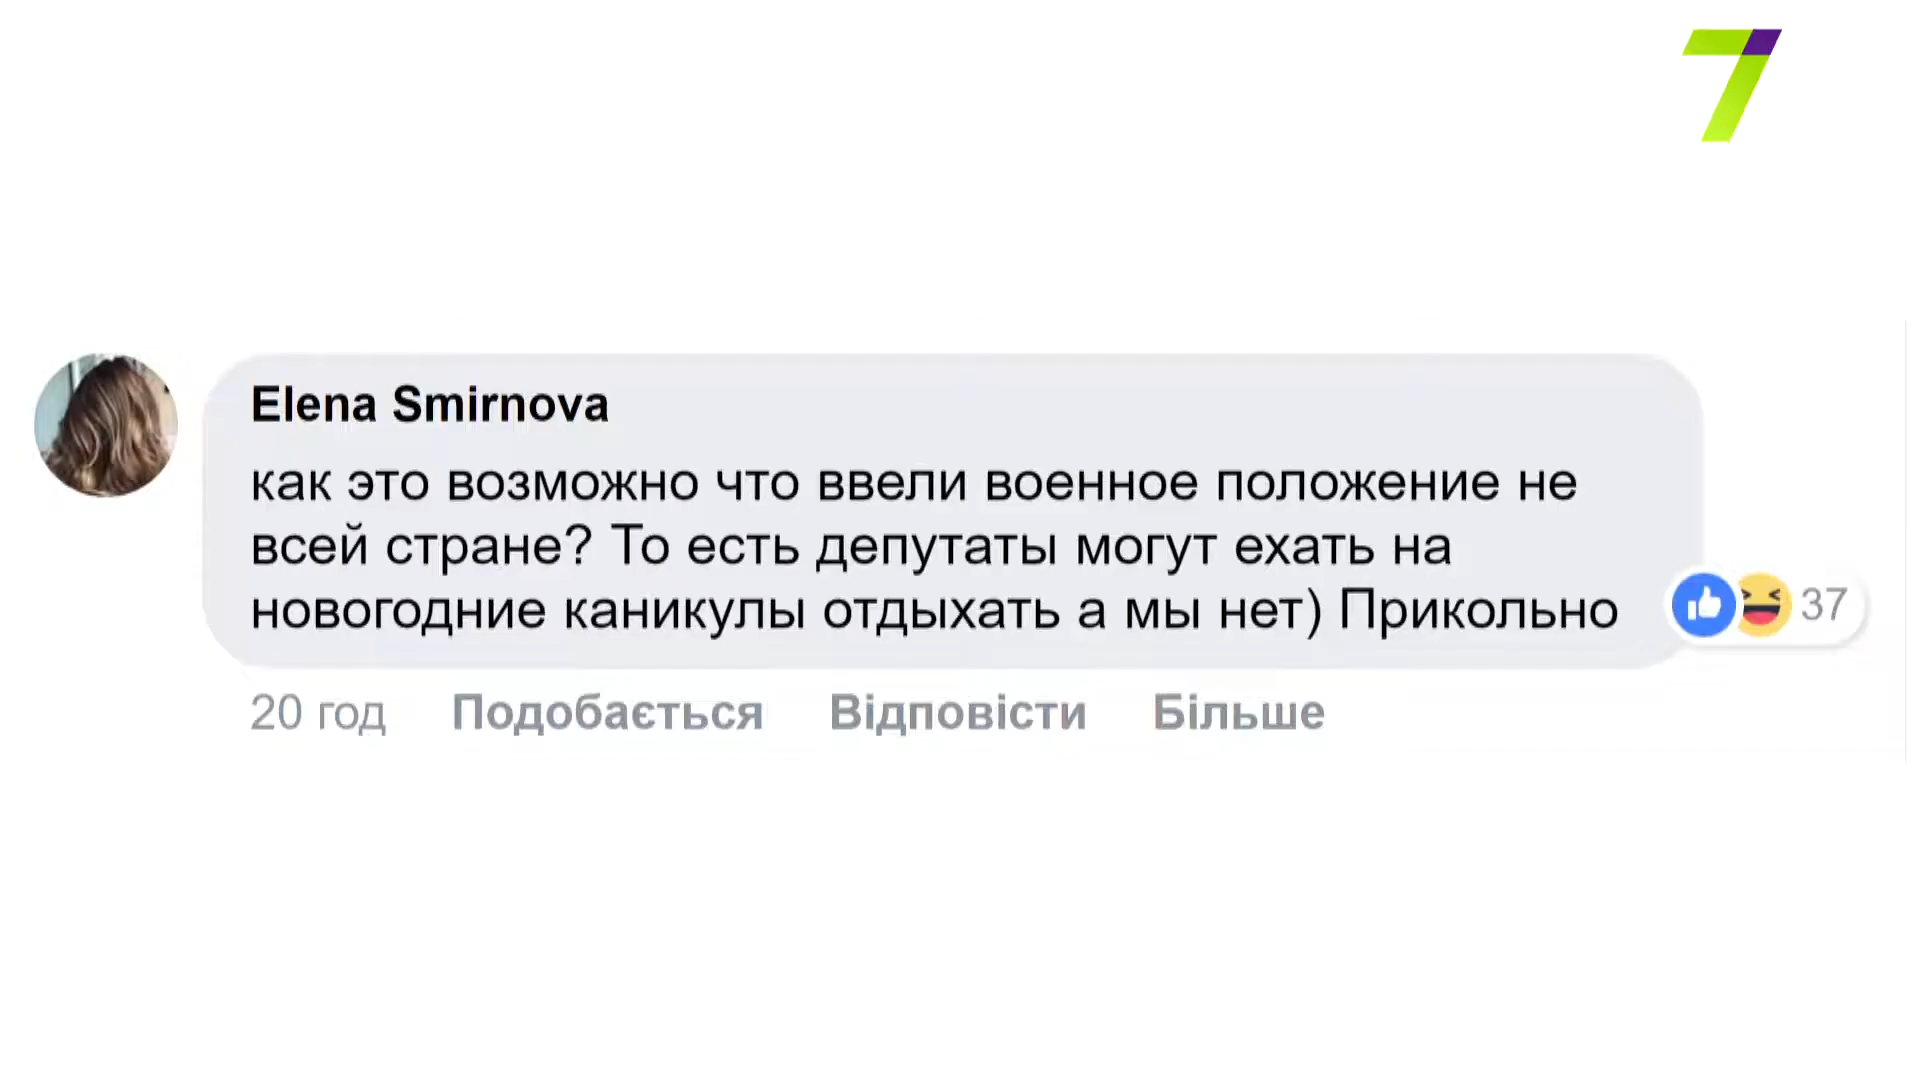 7
Elena Smirnova
как это возможно что ввели военное положение не
всей стране? То есть депутаты могут ехать на
новогодние каникулы отдыхать а мы нет) Прикольно
37
20 год Подобається Відповісти Більше